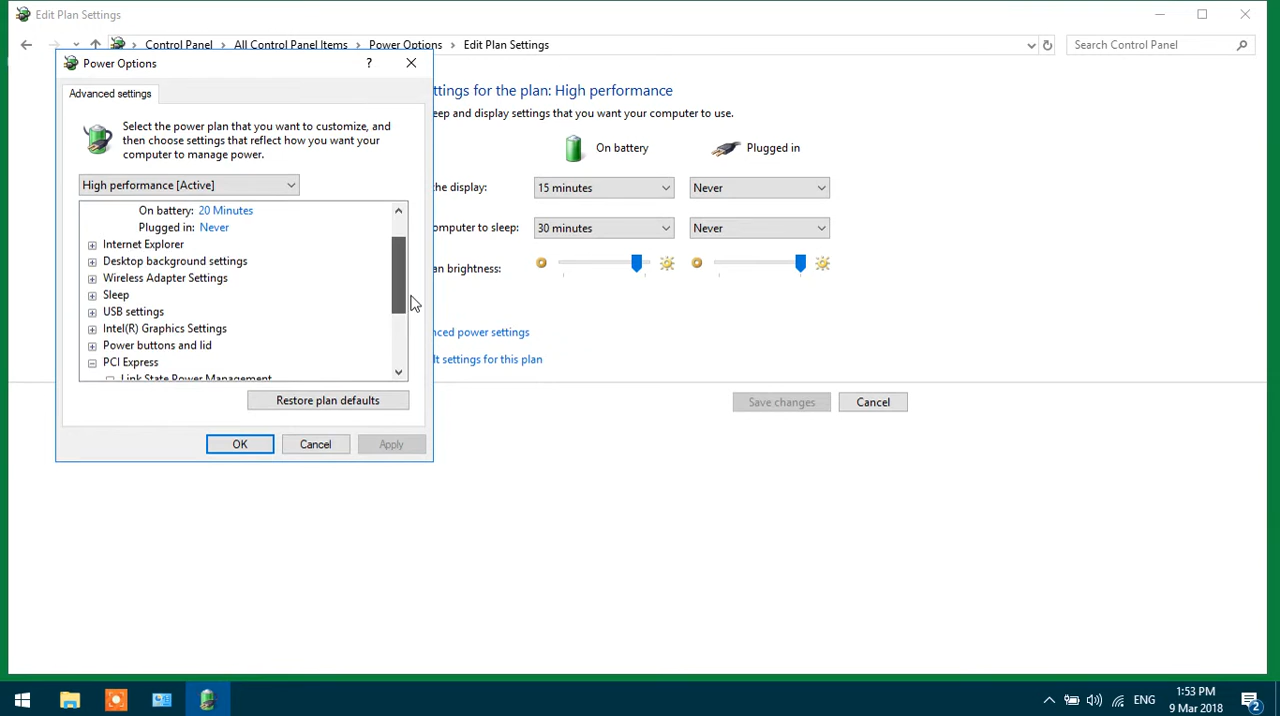 Edit Plan Settings
Control Panel All Control Panel Items Power Options Edit Plan Settings
Search Control Panel
Power Options
?
Advanced settings
Select the power plan that you want to customize, and
then choose settings that reflect how you want your
computer to manage power.
High performance [Active]
On battery: 20 Minutes
Plugged in: Never
Internet Explorer
Desktop background settings
Wireless Adapter Settings
Sleep
USB settings
Intel(R) Graphics Settings
Power buttons and lid
PCI Express
Link State Power Management
Restore plan defaults
OK Cancel Apply
ttings for the plan: High performance
eep and display settings that you want your computer to use.
On battery Plugged in
the display: 15 minutes Never
omputer to sleep: 30 minutes Never
an brightness:
nced power settings
lt settings for this plan
Save changes Cancel
ENG
1:53 PM
9 Mar 2018
2